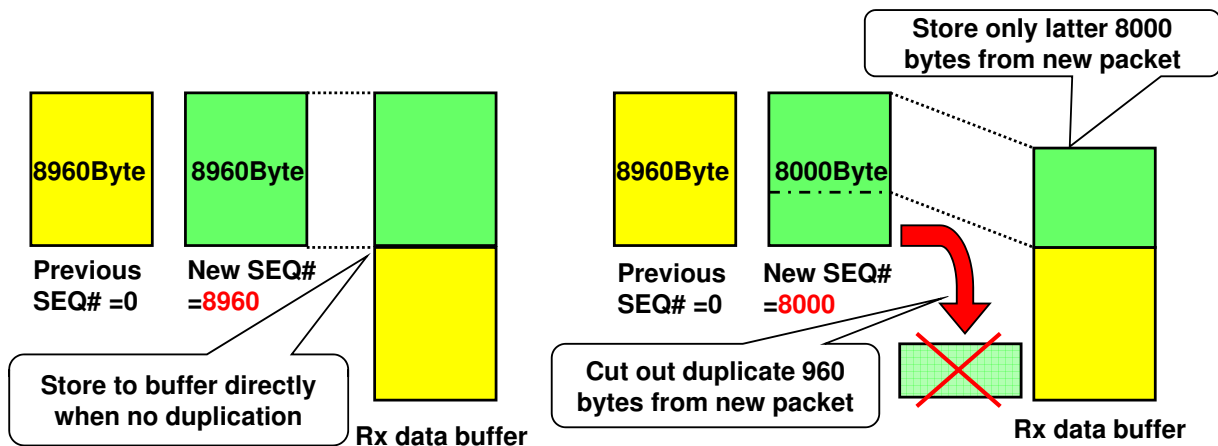 8960Byte
8960Byte
Previous
SEQ# =0
New SEQ#
=8960
Store to buffer directly
when no duplication
Rx data buffer
Store only latter 8000
bytes from new packet
8960Byte
8000Byte
Previous
SEQ# =0
New SEQ#
=8000
Cut out duplicate 960
bytes from new packet
Rx data buffer